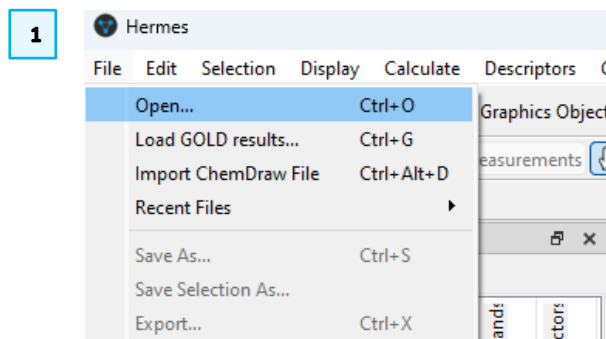 1
Hermes
File Edit Selection Display Calculate Descriptors
Open... Ctrl+O
Graphics Object
Load GOLD results... Ctrl+G
Import ChemDraw File Ctrl+Alt+D
easurements
Recent Files
Save As... Ctrl+S
Save Selection As...
Export... Ctrl+X
ands
ctors